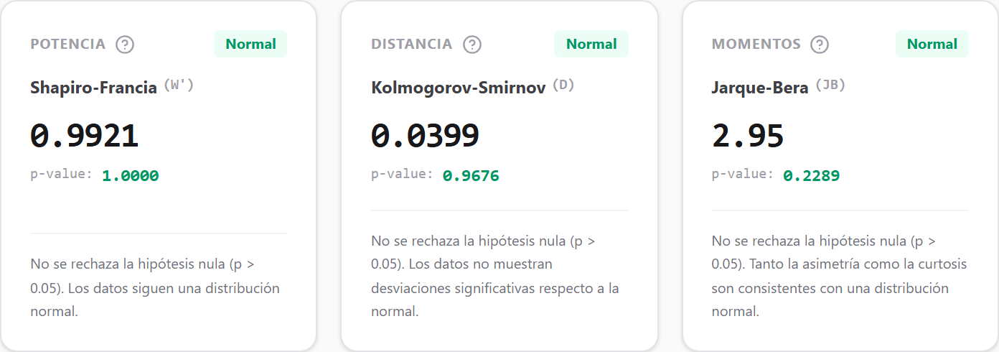 POTENCIA ? Normal
Shapiro-Francia (W')
0.9921
p-value: 1.0000
No se rechaza la hipótesis nula (p >
0.05). Los datos siguen una distribución
normal.
DISTANCIA ? Normal
Kolmogorov-Smirnov (D)
0.0399
p-value: 0.9676
No se rechaza la hipótesis nula (p >
0.05). Los datos no muestran
desviaciones significativas respecto a la
normal.
MOMENTOS ? Normal
Jarque-Bera (JB)
2.95
p-value: 0.2289
No se rechaza la hipótesis nula (p >
0.05). Tanto la asimetría como la curtosis
son consistentes con una distribución
normal.